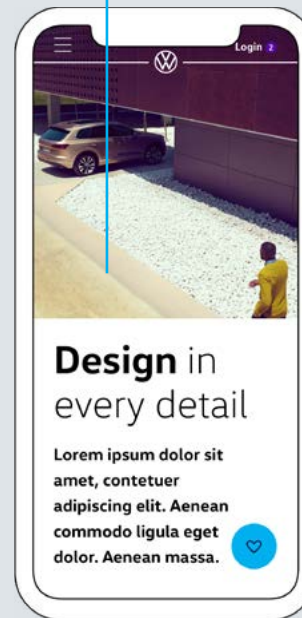 Login 2
Design in
every detail
Lorem ipsum dolor sit
amet, contetuer
adipiscing elit. Aenean
commodo ligula eget
dolor. Aenean massa.